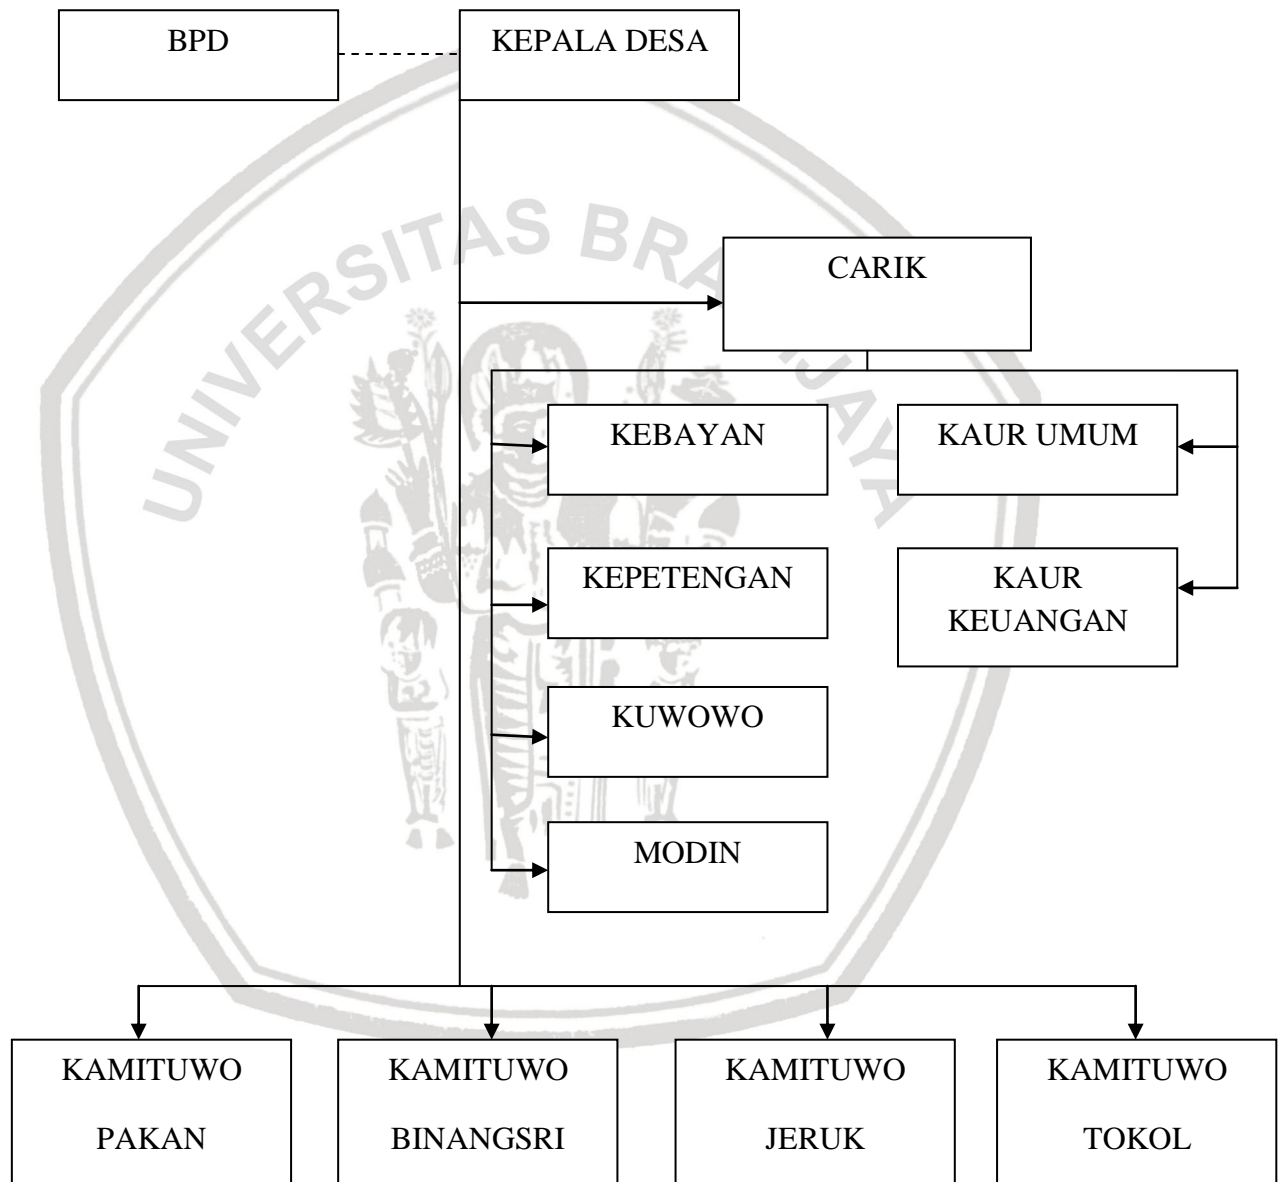 BPD
KEPALA DESA
UNIVERSITAS BRAWIJAYA
CARIK
KEBAYAN
KAUR UMUM
KEPETENGAN
KAUR
KEUANGAN
KUWOWO
MODIN
KAMITUWO
PAKAN
KAMITUWO
BINANGSRI
KAMITUWO
JERUK
KAMITUWO
TOKOL